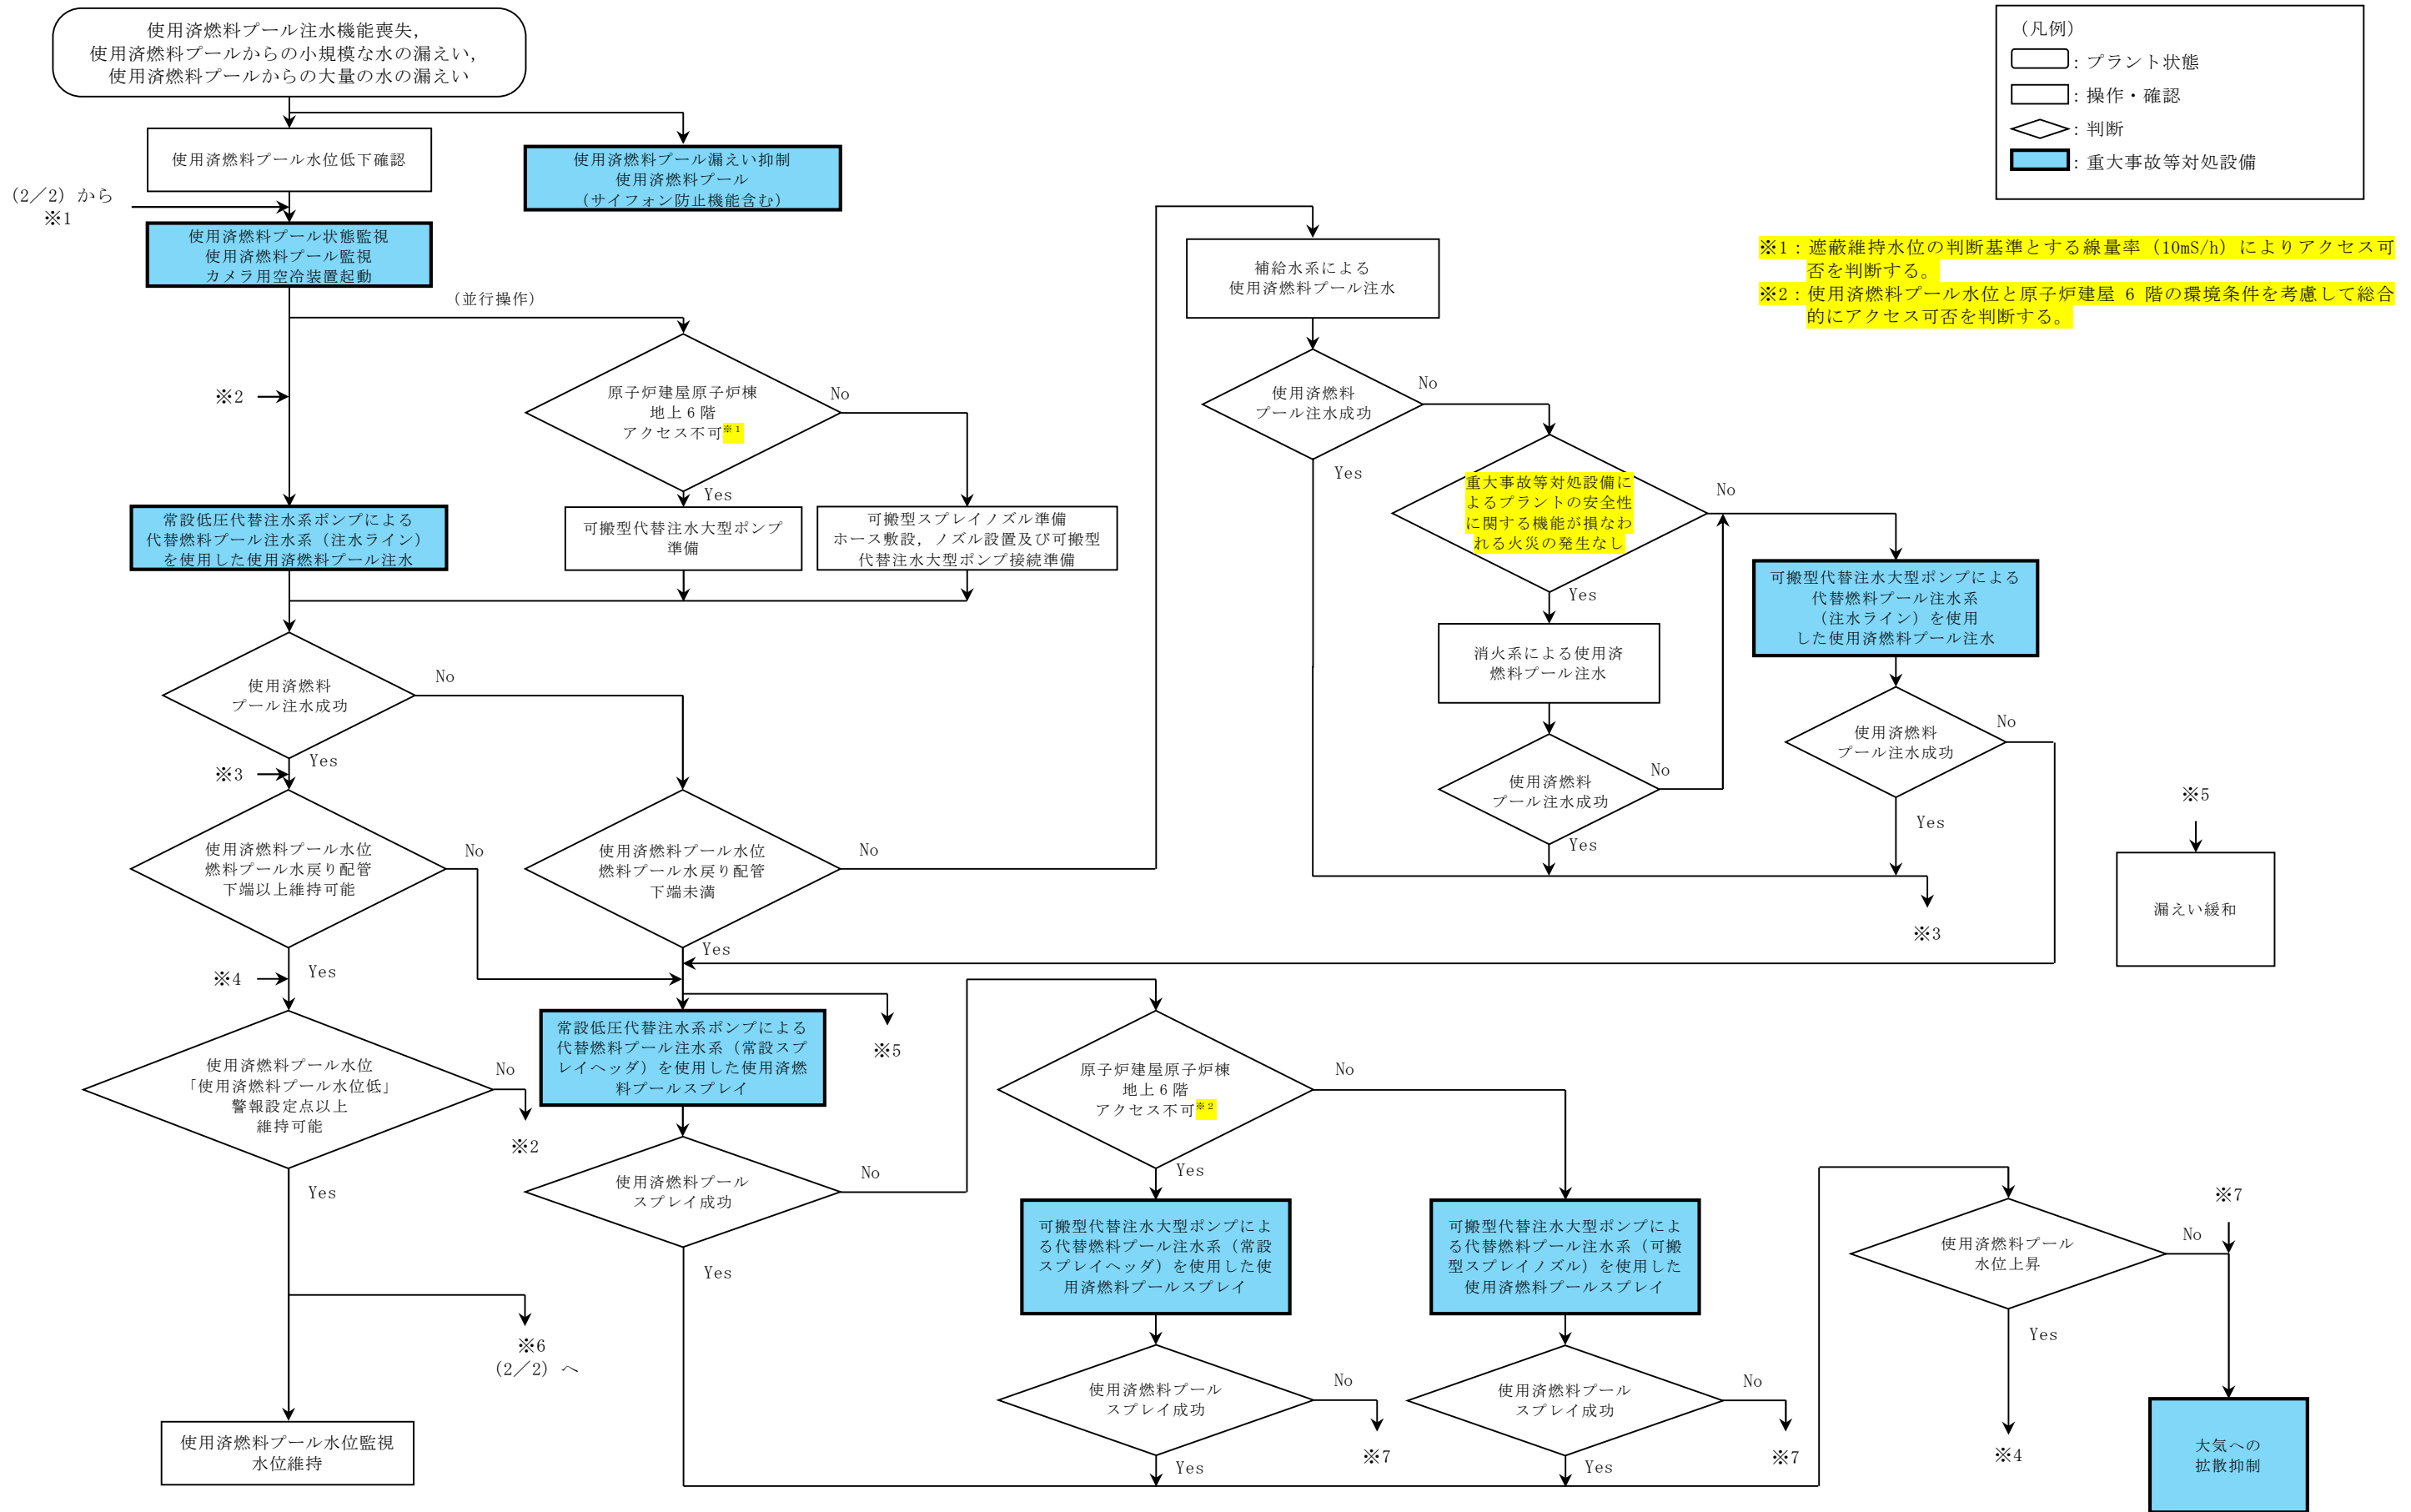 使用済燃料プール注水機能喪失，
使用済燃料プールからの小規模な水の漏えい，
使用済燃料プールからの大量の水の漏えい
使用済燃料プール水位低下確認
使用済燃料プール漏えい抑制
使用済燃料プール
（サイフォン防止機能含む）
（2／2）から
※1
使用済燃料プール状態監視
使用済燃料プール監視
カメラ用空冷装置起動
（並行操作）
※2
原子炉建屋原子炉棟
地上６階
アクセス不可※１
No
Yes
常設低圧代替注水系ポンプによる
代替燃料プール注水系（注水ライン）
を使用した使用済燃料プール注水
可搬型代替注水大型ポンプ
準備
可搬型スプレイノズル準備
ホース敷設，ノズル設置及び可搬型
代替注水大型ポンプ接続準備
使用済燃料
プール注水成功
No
Yes
※3
使用済燃料プール水位
燃料プール水戻り配管
下端以上維持可能
No
Yes
使用済燃料プール水位
燃料プール水戻り配管
下端未満
No
Yes
※4
使用済燃料プール水位
「使用済燃料プール水位低」
警報設定点以上
維持可能
No
※2
Yes
※6
（2／2）へ
使用済燃料プール水位監視
水位維持
常設低圧代替注水系ポンプによる
代替燃料プール注水系（常設スプ
レイヘッダ）を使用した使用済燃
料プールスプレイ
※5
使用済燃料プール
スプレイ成功
No
Yes
補給水系による
使用済燃料プール注水
使用済燃料
プール注水成功
No
Yes
重大事故等対処設備に
よるプラントの安全性
に関する機能が損なわ
れる火災の発生なし
No
Yes
消火系による使用済
燃料プール注水
使用済燃料
プール注水成功
No
Yes
可搬型代替注水大型ポンプによる
代替燃料プール注水系
（注水ライン）を使用
した使用済燃料プール注水
使用済燃料
プール注水成功
No
Yes
※3
※5
漏えい緩和
原子炉建屋原子炉棟
地上６階
アクセス不可※２
No
Yes
可搬型代替注水大型ポンプによ
る代替燃料プール注水系（常設
スプレイヘッダ）を使用した使
用済燃料プールスプレイ
使用済燃料プール
スプレイ成功
No
※7
Yes
可搬型代替注水大型ポンプによ
る代替燃料プール注水系（可搬
型スプレイノズル）を使用した
使用済燃料プールスプレイ
使用済燃料プール
スプレイ成功
No
※7
Yes
使用済燃料プール
水位上昇
No
※7
Yes
※4
大気への
拡散抑制
（凡例）
：プラント状態
：操作・確認
：判断
：重大事故等対処設備
※1：遮蔽維持水位の判断基準とする線量率（10mS/h）によりアクセス可
否を判断する。
※2：使用済燃料プール水位と原子炉建屋 6 階の環境条件を考慮して総合
的にアクセス可否を判断する。